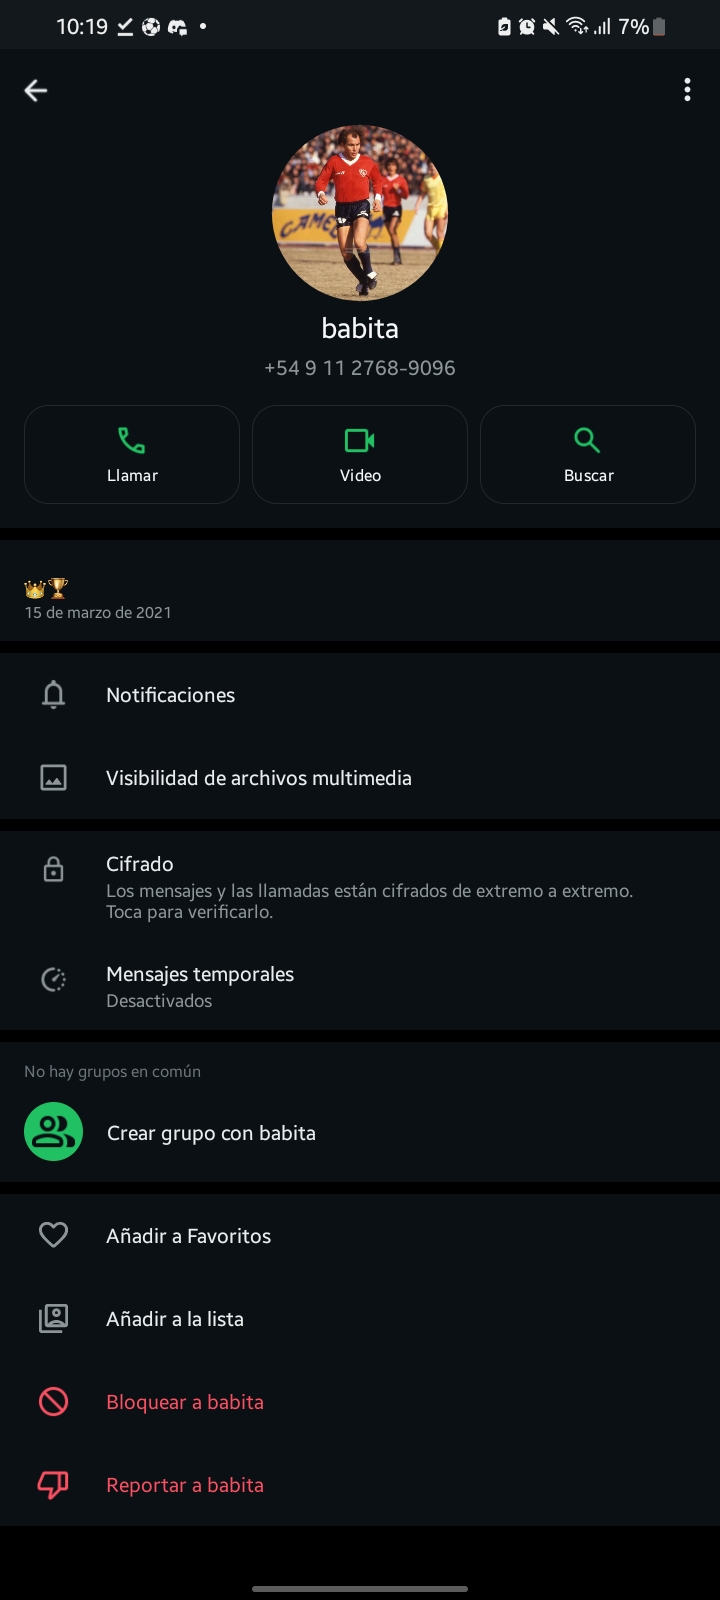 10:19
7%
CAMEL
babita
+54 9 11 2768-9096
Llamar
Video
Buscar
15 de marzo de 2021
Notificaciones
Visibilidad de archivos multimedia
Cifrado
Los mensajes y las llamadas están cifrados de extremo a extremo.
Toca para verificarlo.
Mensajes temporales
Desactivados
No hay grupos en común
Crear grupo con babita
Añadir a Favoritos
Añadir a la lista
Bloquear a babita
Reportar a babita